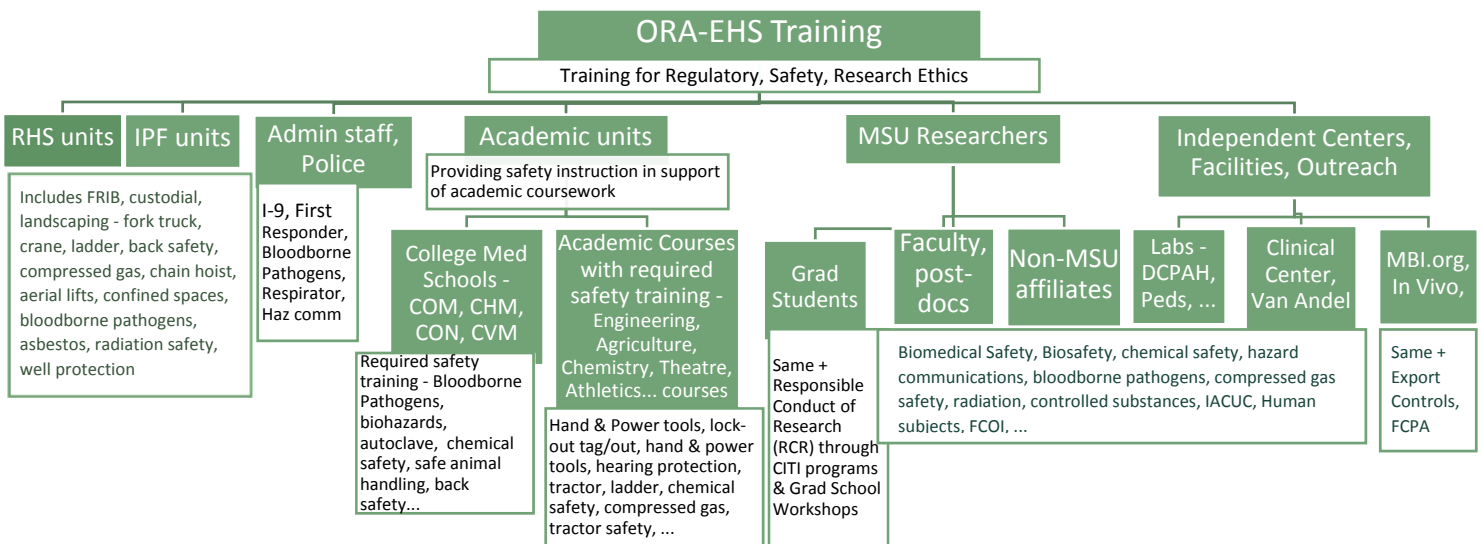 ORA-EHS Training
Training for Regulatory, Safety, Research Ethics
RHS units
IPF units
Includes FRIB, custodial,
landscaping - fork truck,
crane, ladder, back safety,
compressed gas, chain hoist,
aerial lifts, confined spaces,
bloodborne pathogens,
asbestos, radiation safety,
well protection
Admin staff,
Police
I-9, First
Responder,
Bloodborne
Pathogens,
Respirator,
Haz comm
Academic units
Providing safety instruction in support
of academic coursework
College Med
Schools -
COM, CHM,
CON, CVM
Required safety
training - Bloodborne
Pathogens,
biohazards,
autoclave, chemical
safety, safe animal
handling, back
safety...
Academic Courses
with required
safety training -
Engineering,
Agriculture,
Chemistry, Theatre,
Athletics... courses
Hand & Power tools, lock-
out tag/out, hand & power
tools, hearing protection,
tractor, ladder, chemical
safety, compressed gas,
tractor safety, ...
MSU Researchers
Grad
Students
Same +
Responsible
Conduct of
Research
(RCR) through
CITI programs
& Grad School
Workshops
Faculty,
post-
docs
Non-MSU
affiliates
Independent Centers,
Facilities, Outreach
Labs -
DCPAH,
Peds, ...
Clinical
Center,
Van Andel
Biomedical Safety, Biosafety, chemical safety, hazard
communications, bloodborne pathogens, compressed gas
safety, radiation, controlled substances, IACUC, Human
subjects, FCOI, ...
MBI.org,
In Vivo,
Same +
Export
Controls,
FCPA